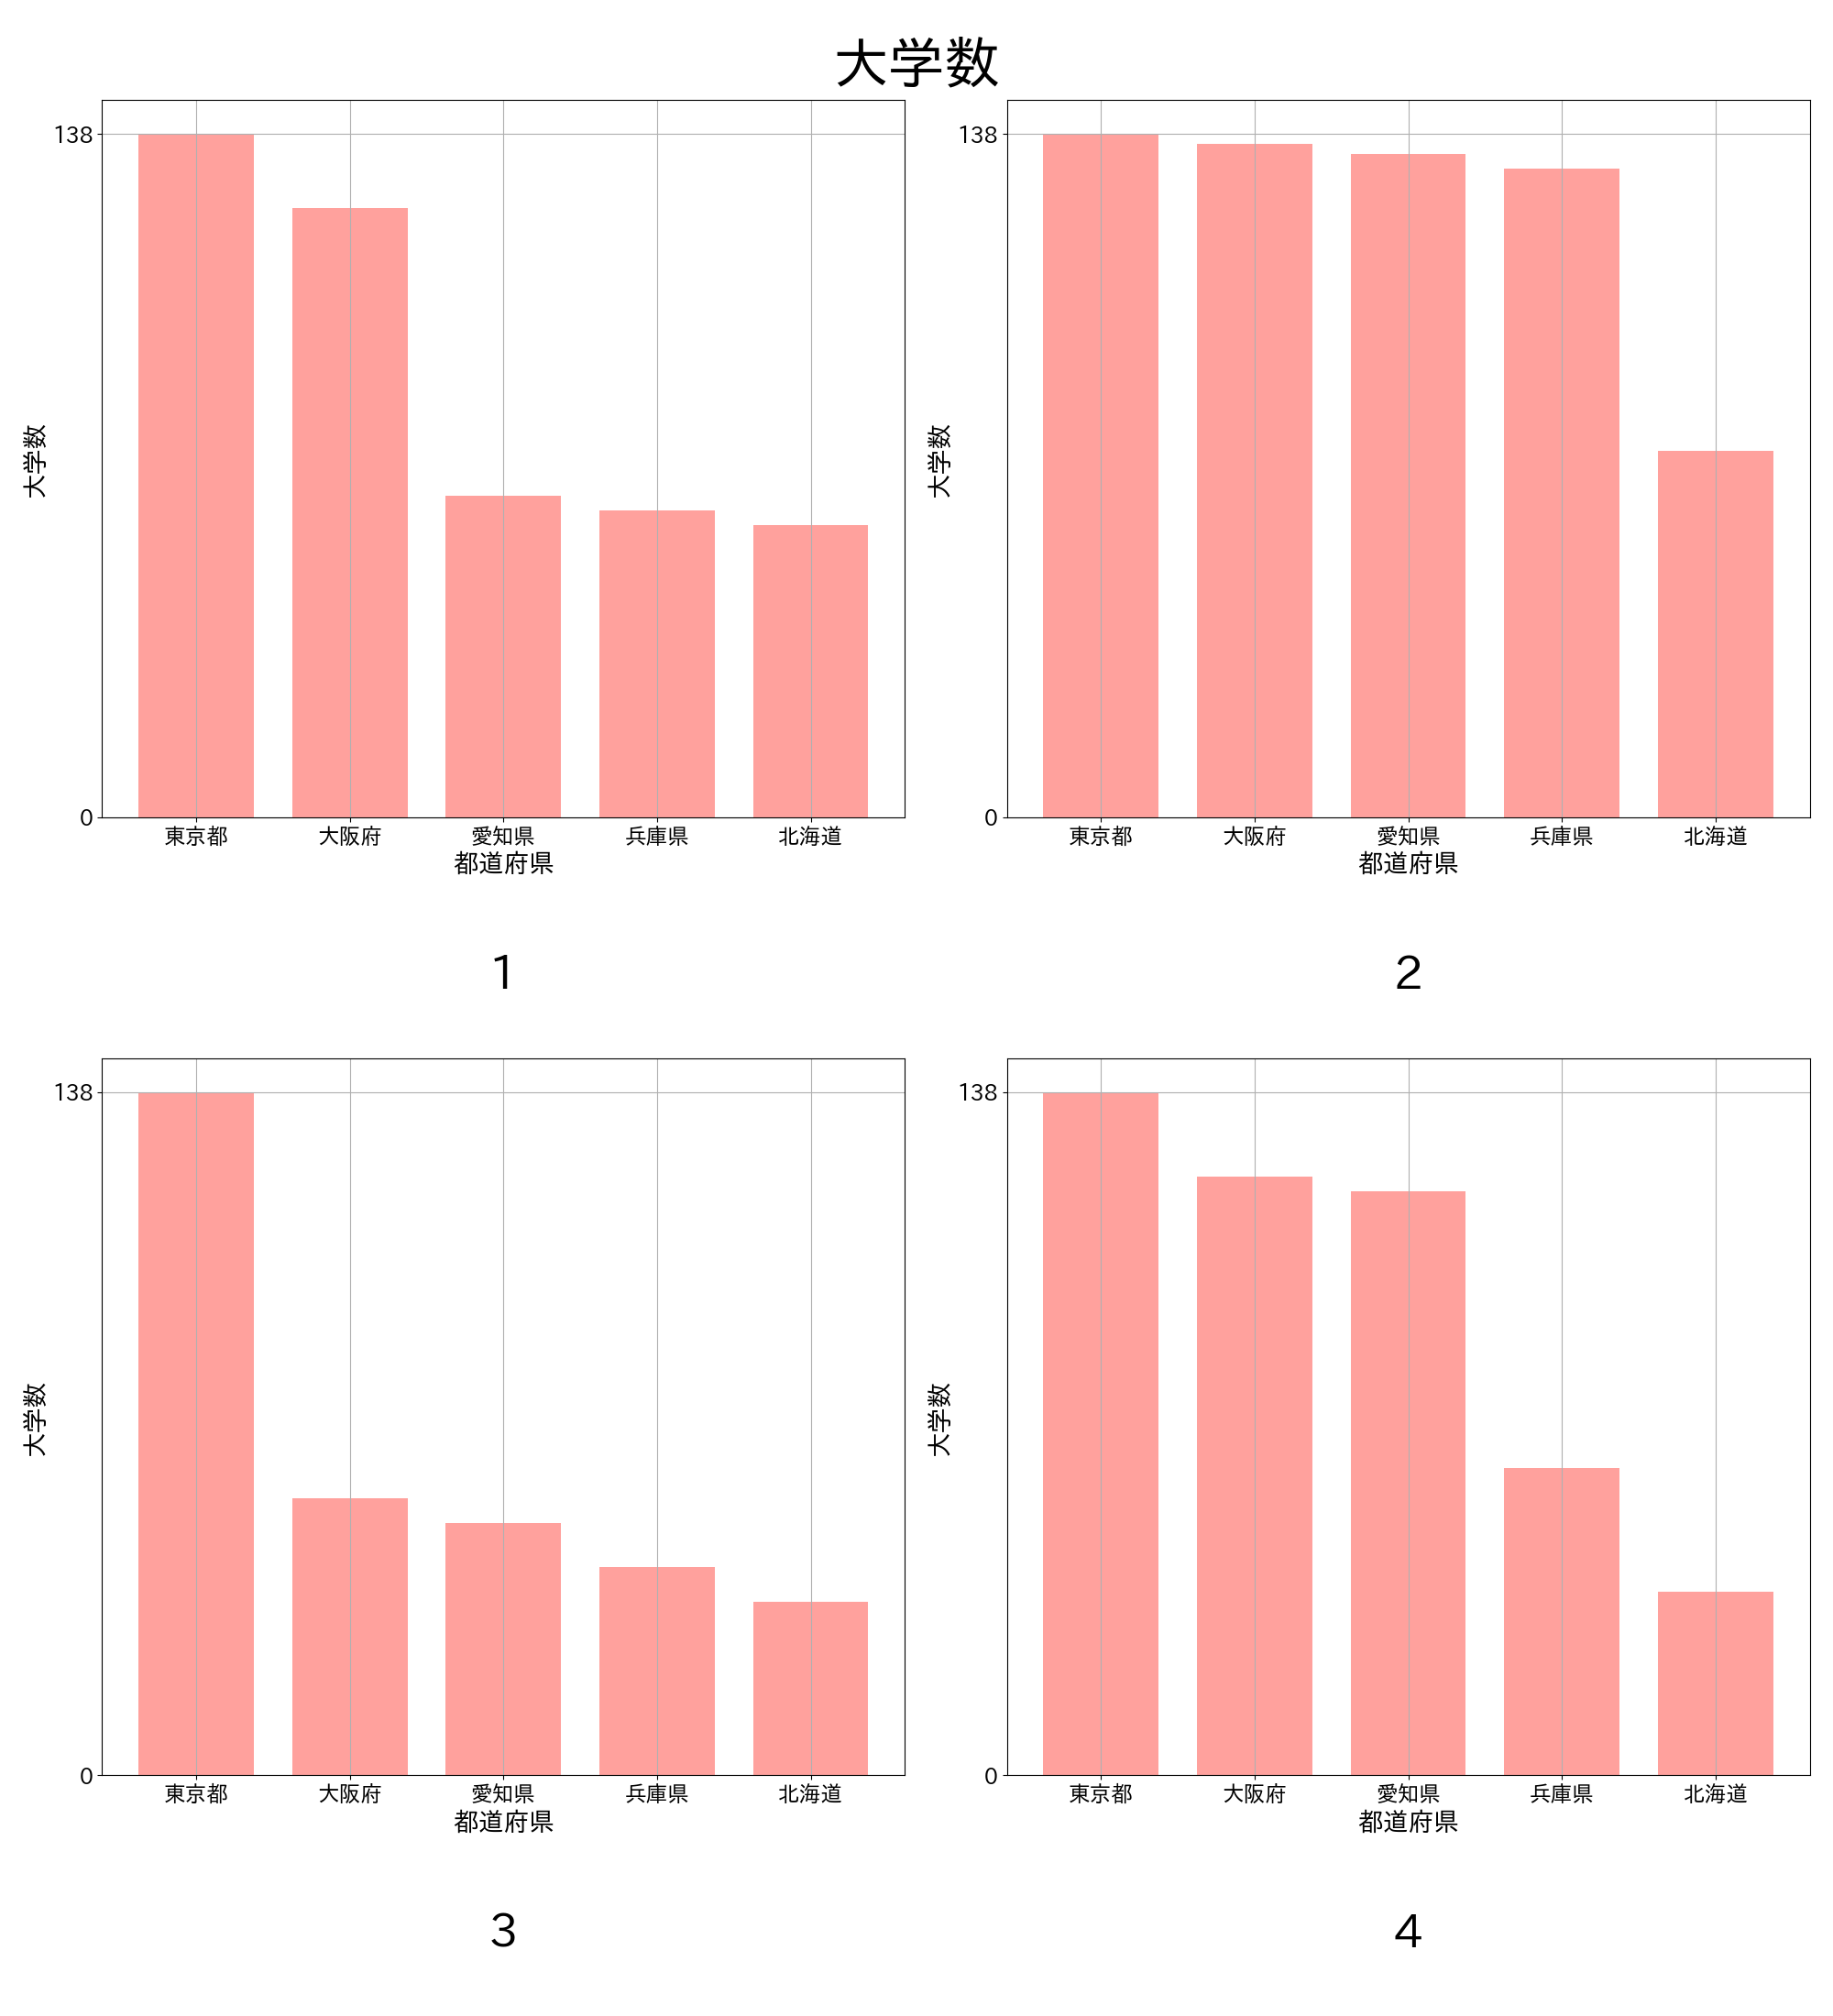 大学数
138
大学数
0
東京都 大阪府 愛知県 兵庫県 北海道
都道府県
1
138
大学数
0
東京都 大阪府 愛知県 兵庫県 北海道
都道府県
2
138
大学数
0
東京都 大阪府 愛知県 兵庫県 北海道
都道府県
3
138
大学数
0
東京都 大阪府 愛知県 兵庫県 北海道
都道府県
4